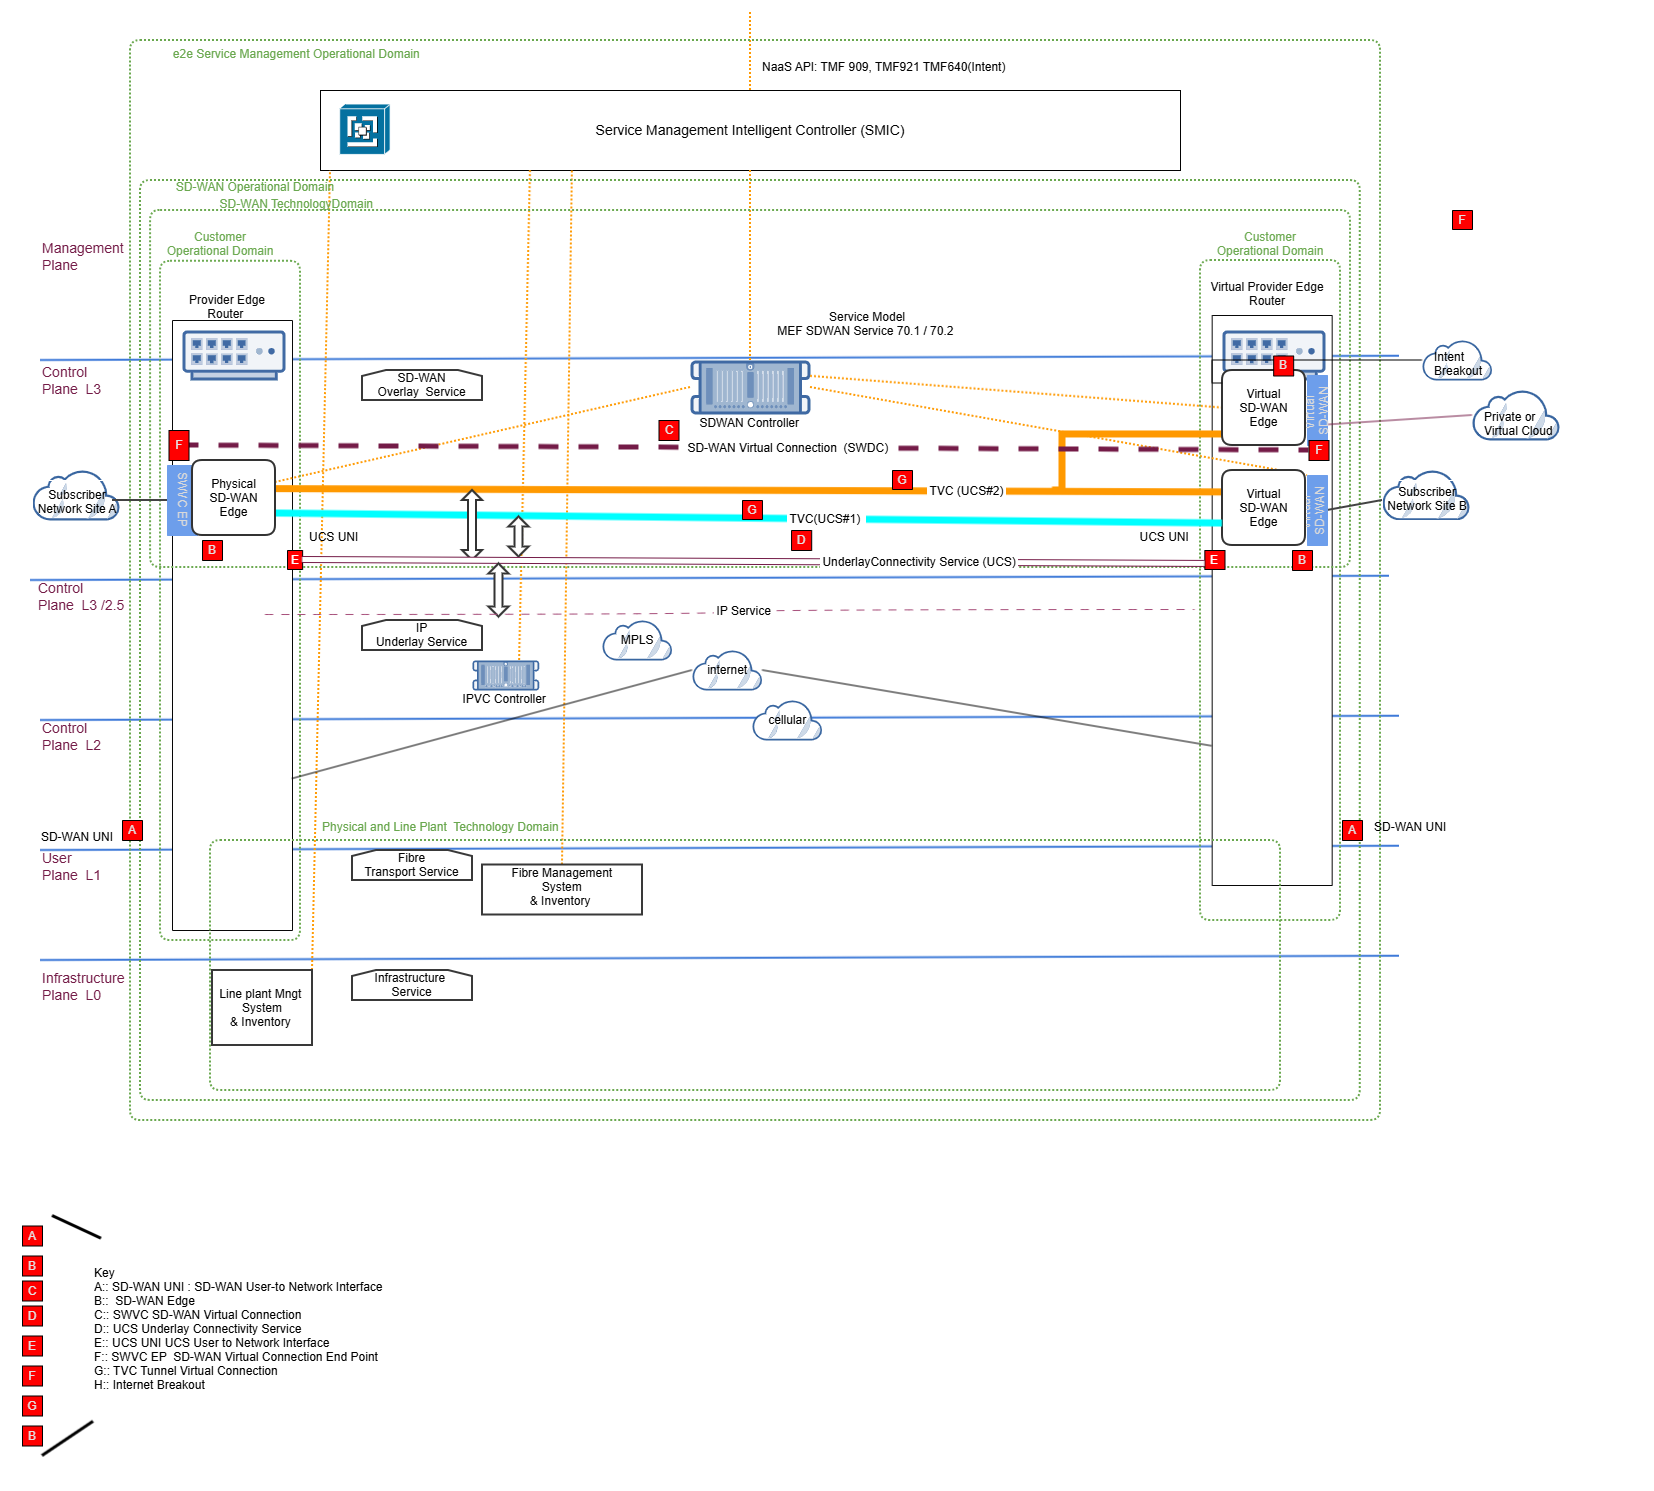 e2e Service Management Operational Domain
NaaS API: TMF 909, TMF921 TMF640(Intent)
Service Management Intelligent Controller (SMIC)
SD-WAN Operational Domain
SD-WAN TechnologyDomain
F
Customer
Operational Domain
Customer
Operational Domain
Management
Plane
Provider Edge
Router
Virtual Provider Edge
Router
Service Model
MEF SDWAN Service 70.1 / 70.2
Control
Plane L3
SD-WAN
Overlay Service
SDWAN Controller
B
Intent
Breakout
Virtual
SD-WAN
Edge
Virtual
SD-WAN
Private or
Virtual Cloud
F
C
SD-WAN Virtual Connection (SWDC)
F
Subscriber
Network Site A
SWVC EP
Physical
SD-WAN
Edge
G
TVC (UCS#2)
G
TVC(UCS#1)
D
Virtual
SD-WAN
Edge
Virtual
SD-WAN
Subscriber
Network Site B
UCS UNI
UCS UNI
B
E
UnderlayConnectivity Service (UCS)
E
B
Control
Plane L3 /2.5
IP Service
IP
Underlay Service
MPLS
internet
IPVC Controller
cellular
Control
Plane L2
SD-WAN UNI
A
A
SD-WAN UNI
Physical and Line Plant Technology Domain
User
Plane L1
Fibre
Transport Service
Fibre Management
System
& Inventory
Infrastructure
Plane L0
Line plant Mngt
System
& Inventory
Infrastructure
Service
A
B
C
D
E
F
G
B
Key
A:: SD-WAN UNI : SD-WAN User-to Network Interface
B:: SD-WAN Edge
C:: SWVC SD-WAN Virtual Connection
D:: UCS Underlay Connectivity Service
E:: UCS UNI UCS User to Network Interface
F:: SWVC EP SD-WAN Virtual Connection End Point
G:: TVC Tunnel Virtual Connection
H:: Internet Breakout